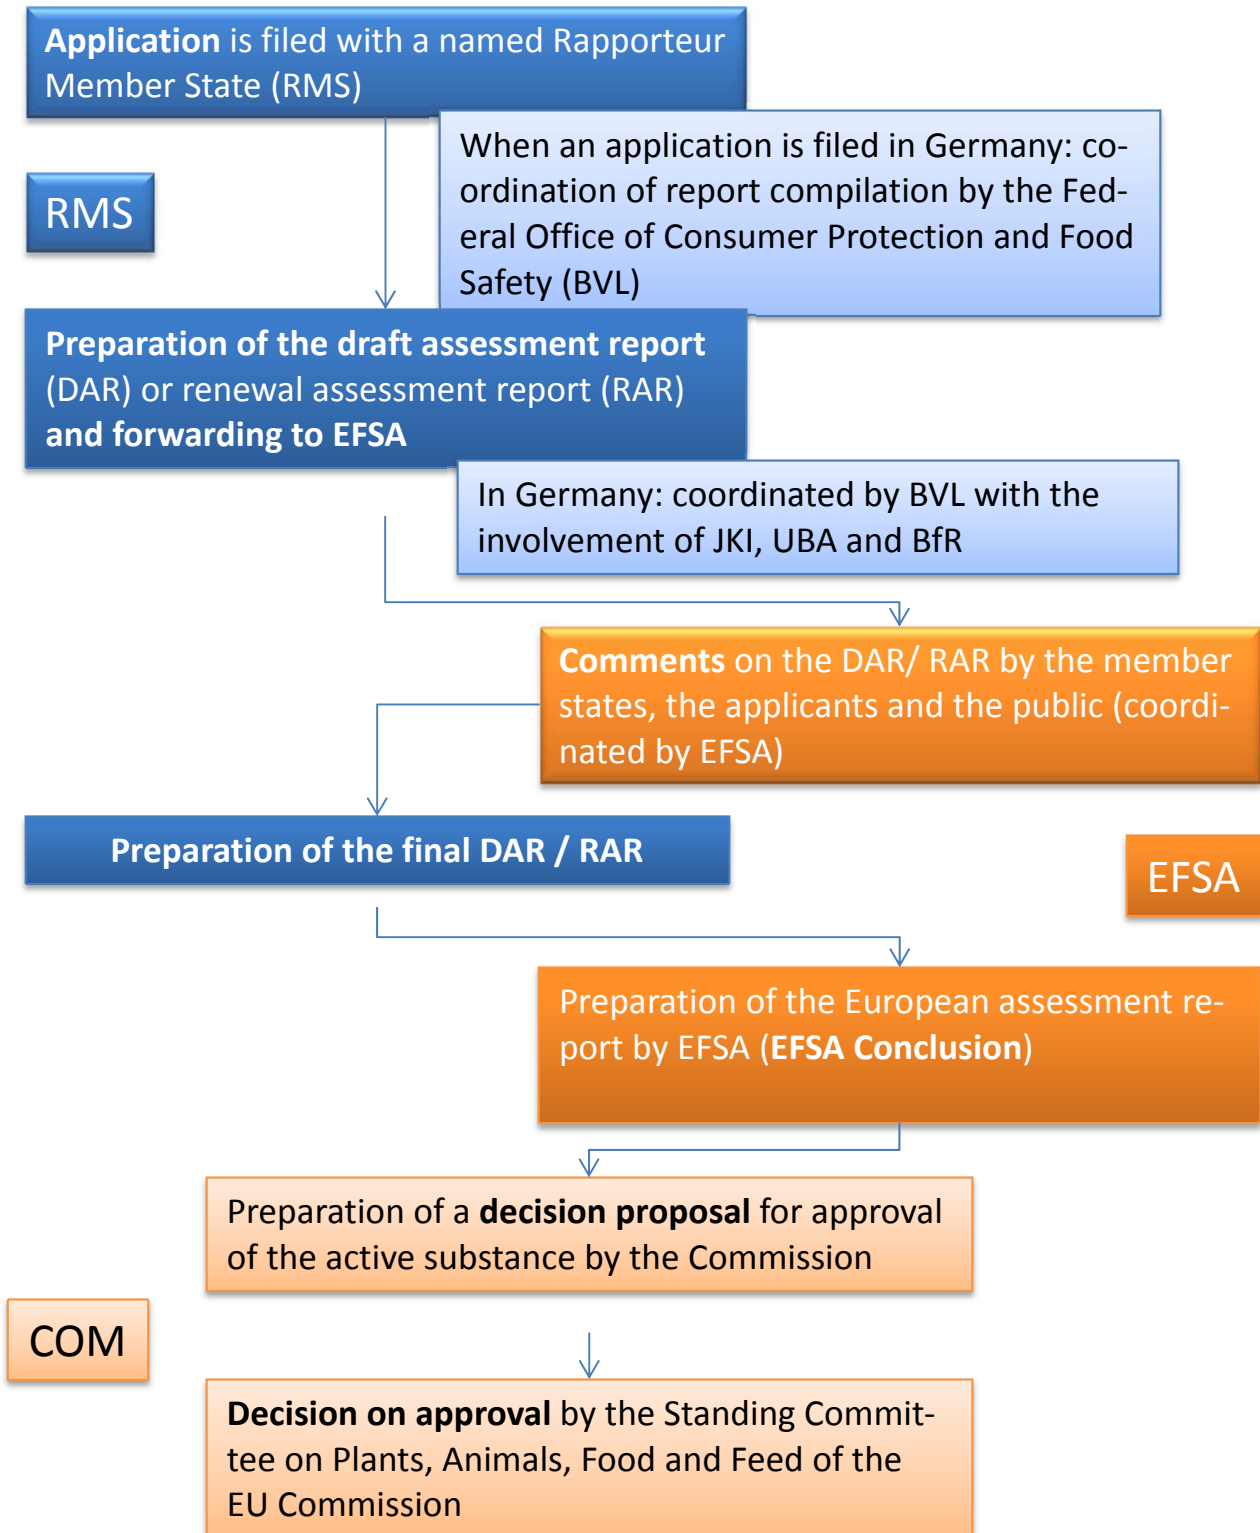 Application is filed with a named Rapporteur
Member State (RMS)
When an application is filed in Germany: co-
ordination of report compilation by the Fed-
eral Office of Consumer Protection and Food
Safety (BVL)
RMS
Preparation of the draft assessment report
(DAR) or renewal assessment report (RAR)
and forwarding to EFSA
In Germany: coordinated by BVL with the
involvement of JKI, UBA and BfR
Comments on the DAR/ RAR by the member
states, the applicants and the public (coordi-
nated by EFSA)
Preparation of the final DAR / RAR
EFSA
Preparation of the European assessment re-
port by EFSA (EFSA Conclusion)
Preparation of a decision proposal for approval
of the active substance by the Commission
COM
Decision on approval by the Standing Commit-
tee on Plants, Animals, Food and Feed of the
EU Commission